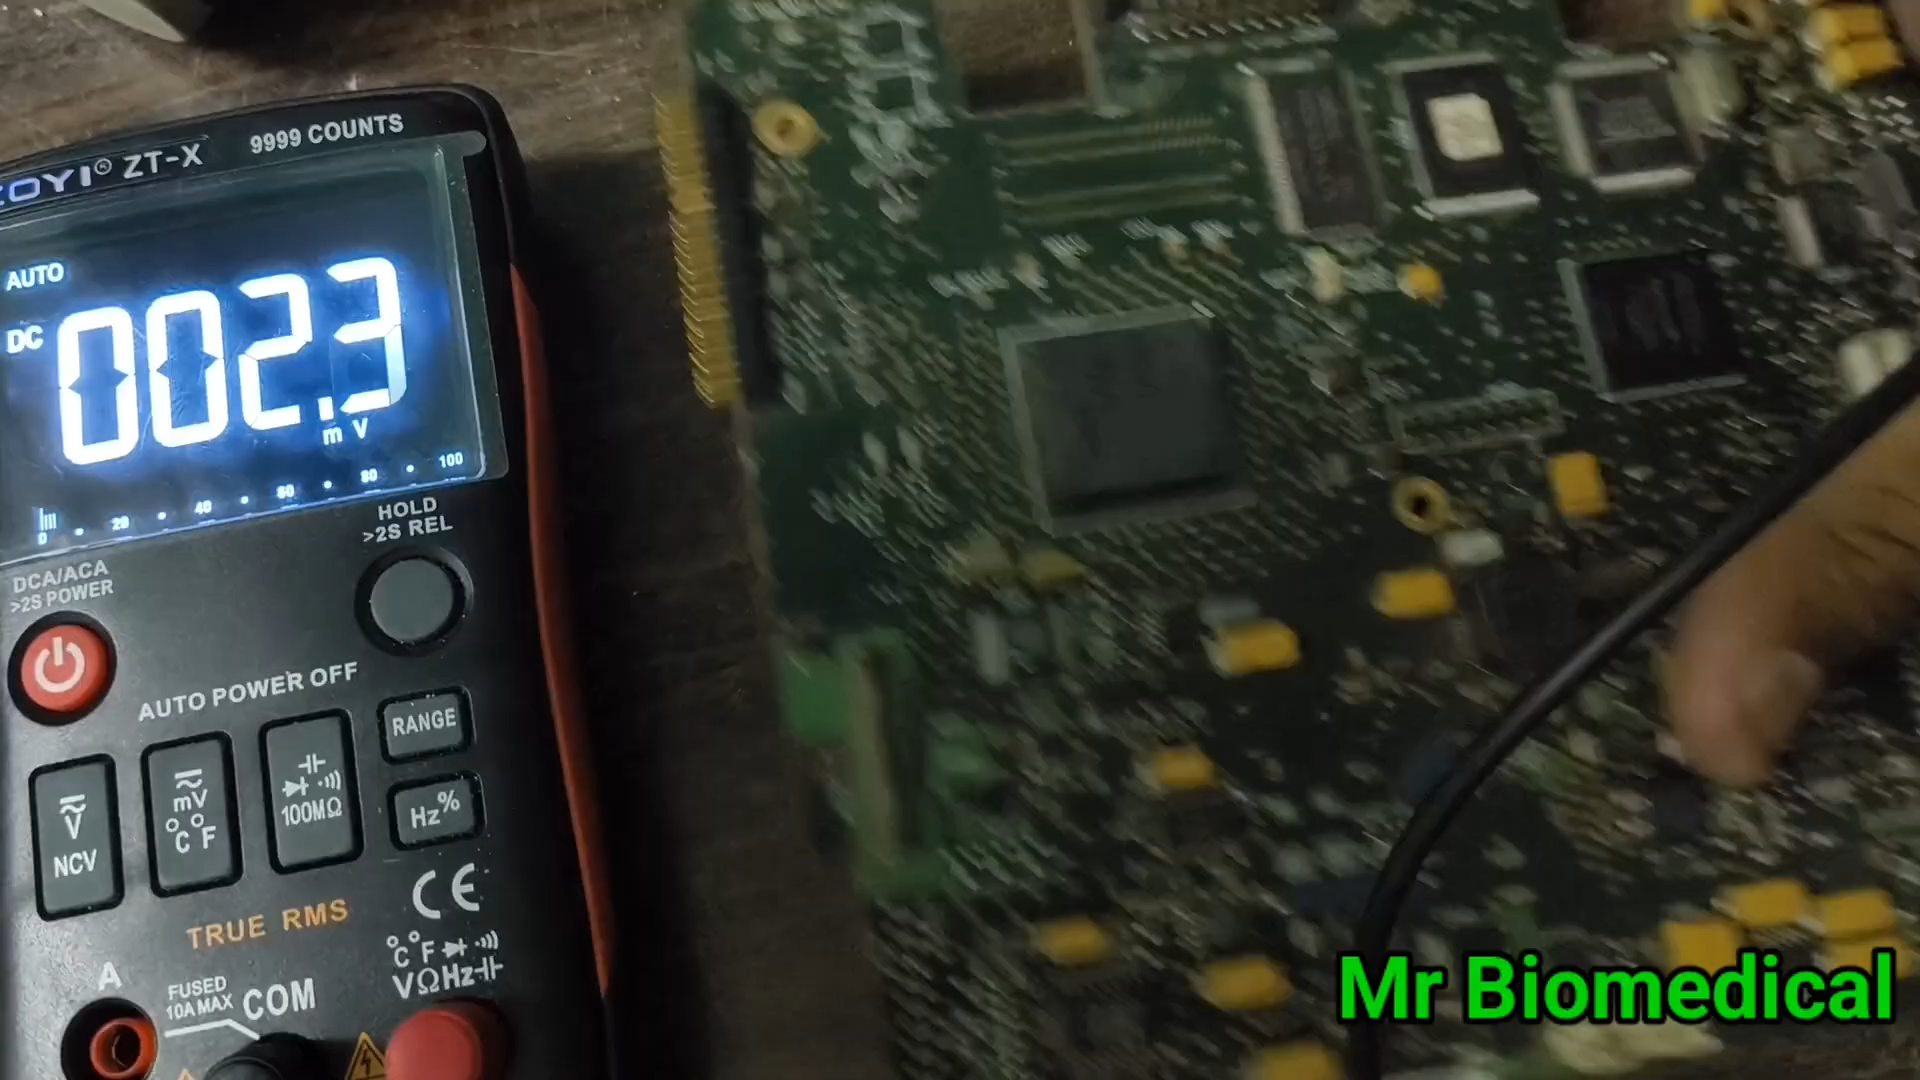 ZOYI® ZT-X
9999 COUNTS
AUTO
DC
002.3
mV
0 20 40 60 80 100
HOLD
>2S REL
DCA/ACA
>2S POWER
AUTO POWER OFF
RANGE
V
NCV
mV
°C °F
100MΩ
Hz%
TRUE RMS
CE
A
FUSED
10A MAX
COM
°C°F
VΩHz
Mr Biomedical